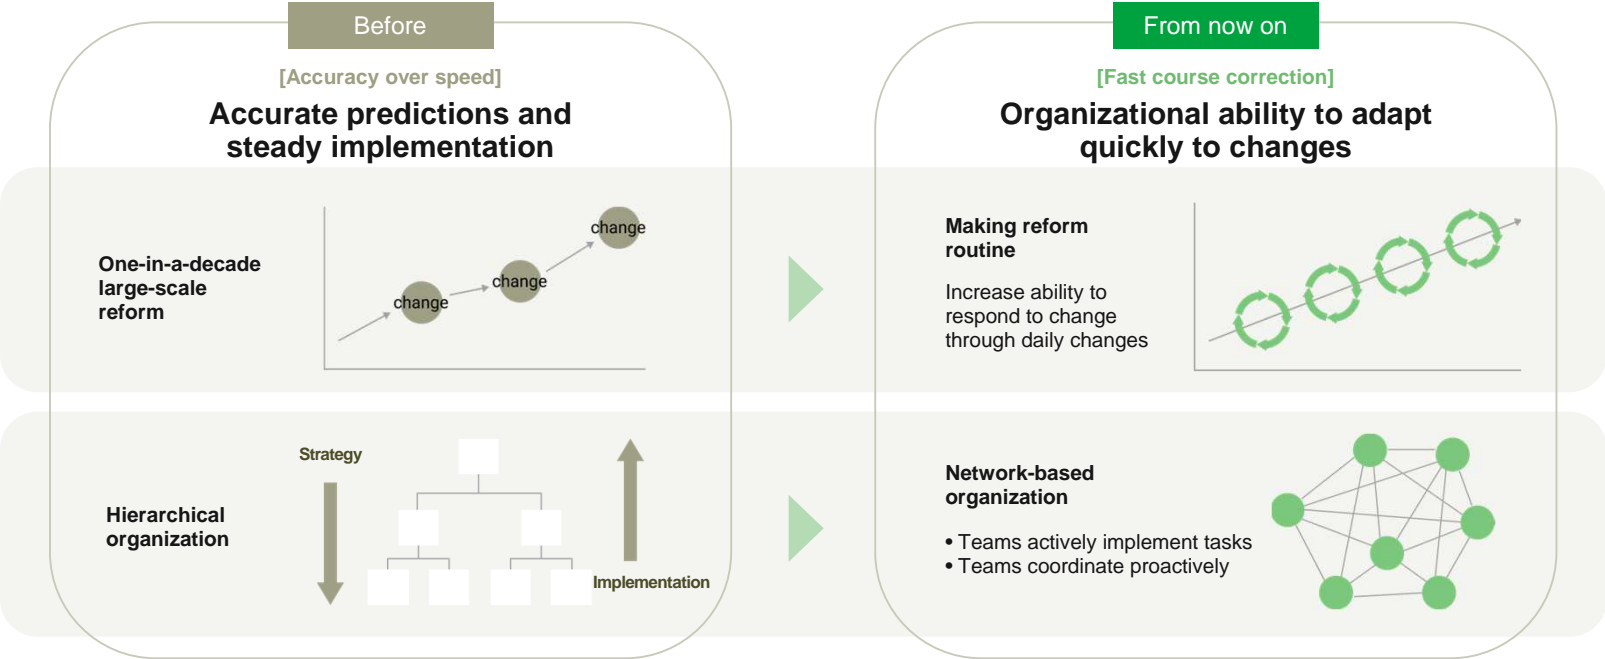 Before
[Accuracy over speed]
Accurate predictions and
steady implementation
One-in-a-decade
large-scale
reform
change
change
change
Strategy
Hierarchical
organization
Implementation
From now on
[Fast course correction]
Organizational ability to adapt
quickly to changes
Making reform
routine
Increase ability to
respond to change
through daily changes
Network-based
organization
• Teams actively implement tasks
• Teams coordinate proactively